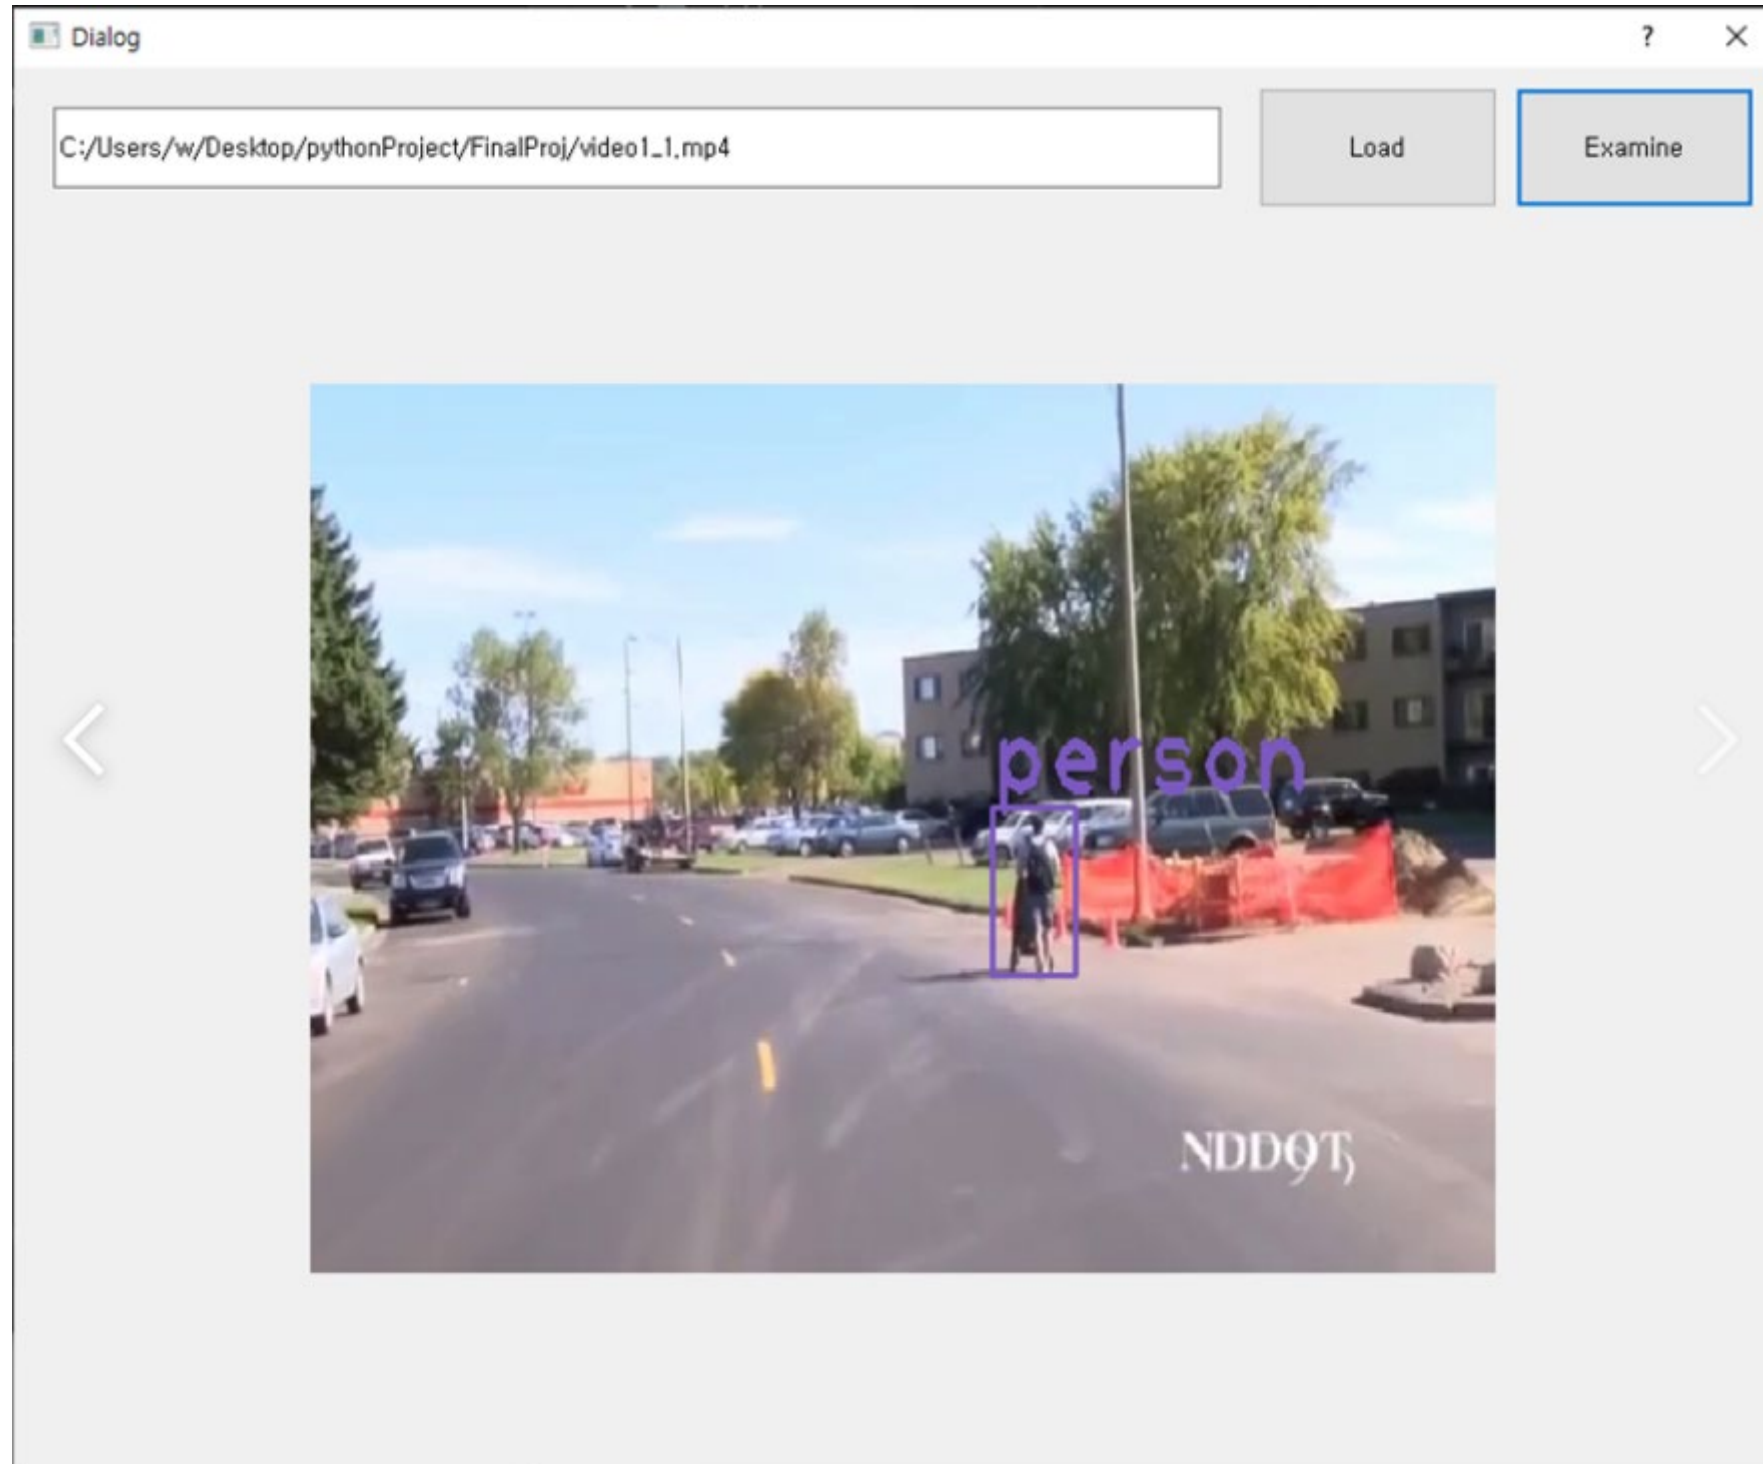 Dialog
C:/Users/w/Desktop/pythonProject/FinalProj/video1_1.mp4
Load
Examine
person
NDDOT